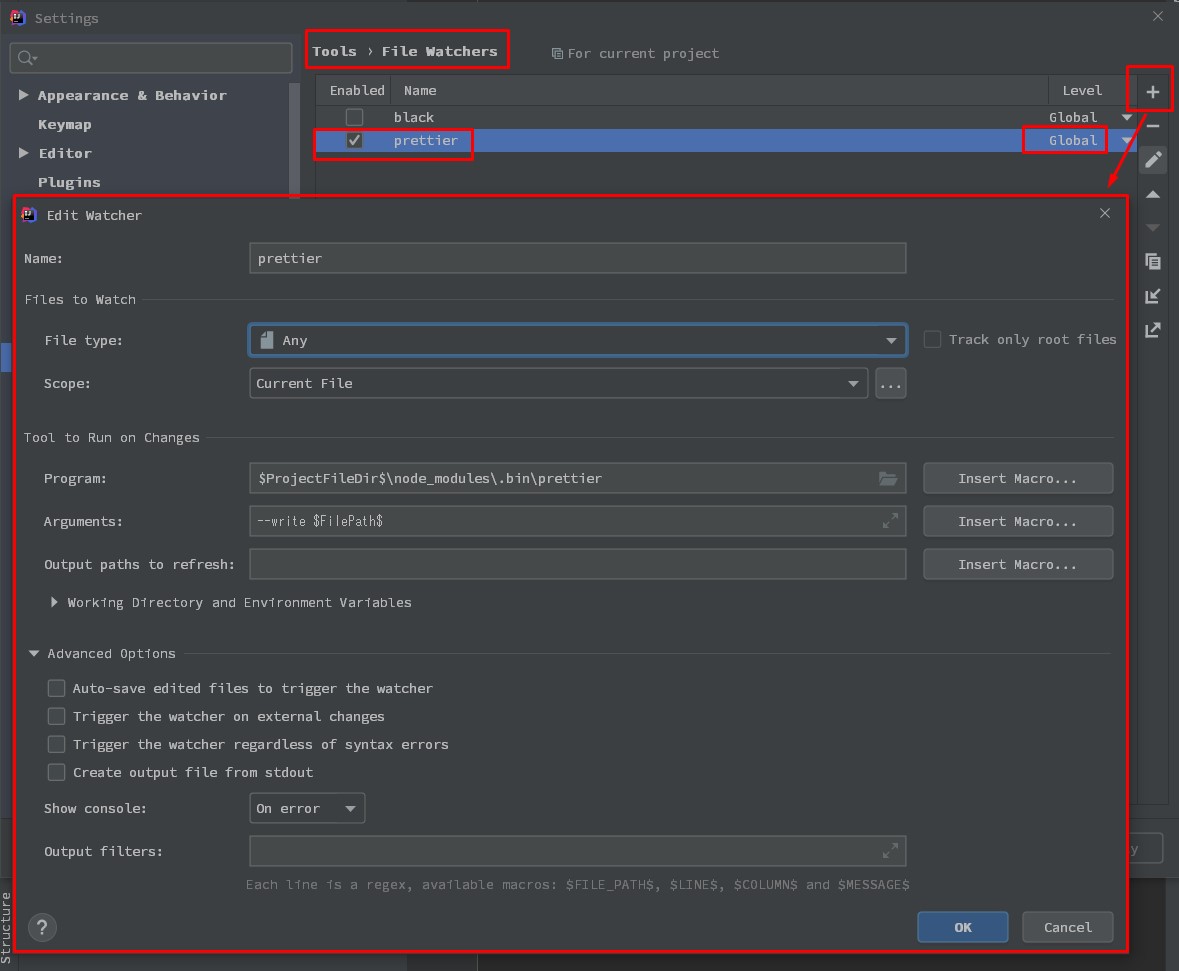 Settings
Tools › File Watchers
For current project
Appearance & Behavior
Keymap
Editor
Plugins
Enabled Name Level
black Global
prettier Global
Edit Watcher
Name: prettier
Files to Watch
File type: Any Track only root files
Scope: Current File ...
Tool to Run on Changes
Program: $ProjectFileDir$\node_modules\.bin\prettier Insert Macro...
Arguments: --write $FilePath$ Insert Macro...
Output paths to refresh: Insert Macro...
Working Directory and Environment Variables
Advanced Options
Auto-save edited files to trigger the watcher
Trigger the watcher on external changes
Trigger the watcher regardless of syntax errors
Create output file from stdout
Show console: On error
Output filters:
Each line is a regex, available macros: $FILE_PATH$, $LINE$, $COLUMN$ and $MESSAGE$
? OK Cancel
y
Structure